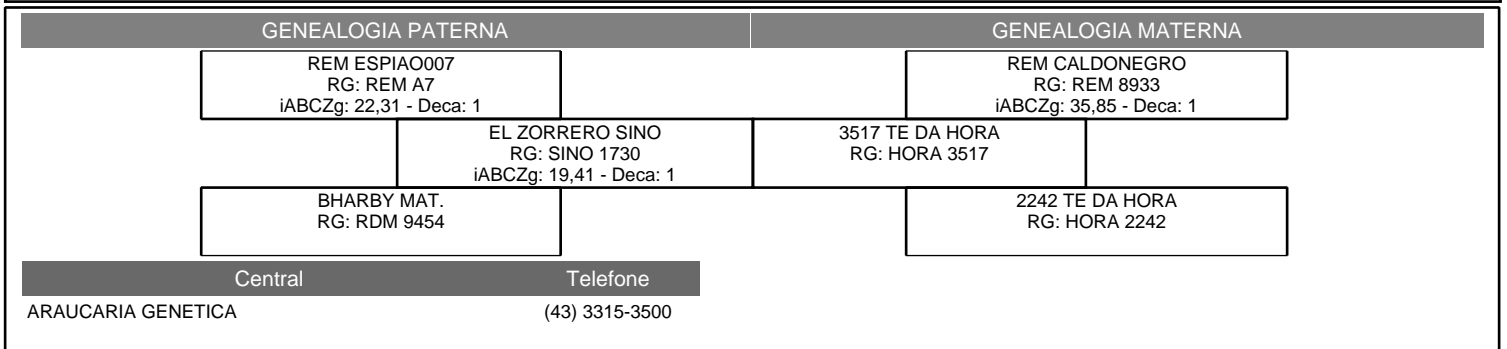 GENEALOGIA PATERNA
GENEALOGIA MATERNA
REM ESPIAO007
RG: REM A7
iABCZg: 22,31 - Deca: 1
REM CALDONEGRO
RG: REM 8933
iABCZg: 35,85 - Deca: 1
EL ZORRERO SINO
RG: SINO 1730
iABCZg: 19,41 - Deca: 1
3517 TE DA HORA
RG: HORA 3517
BHARBY MAT.
RG: RDM 9454
2242 TE DA HORA
RG: HORA 2242
Central Telefone
ARAUCARIA GENETICA (43) 3315-3500